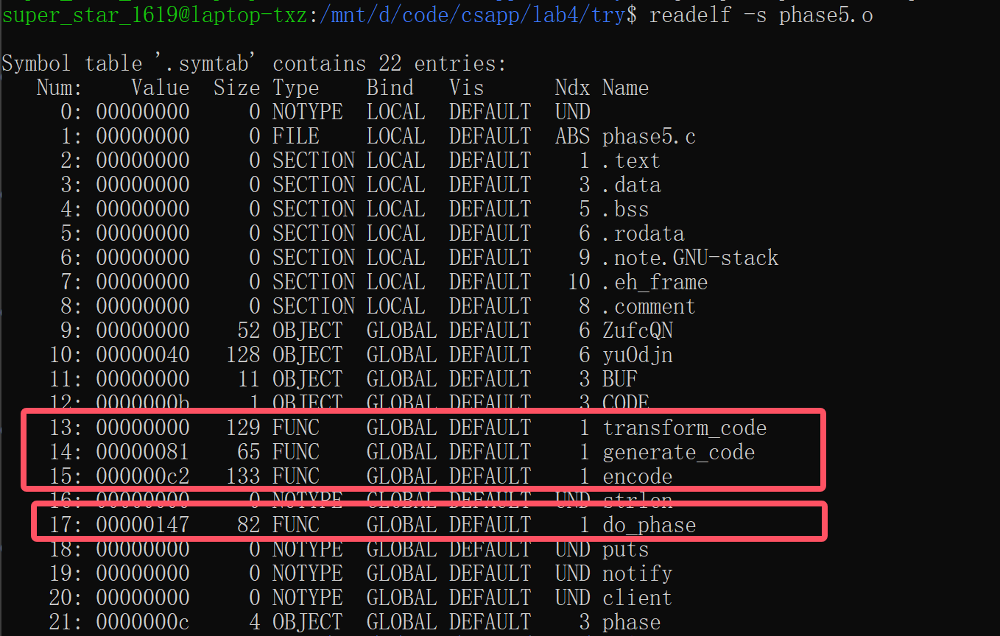 super_star_1619@laptop-txz:/mnt/d/code/csapp/lab4/try$ readelf -s phase5.o
Symbol table '.symtab' contains 22 entries:
Num: Value Size Type Bind Vis Ndx Name
0: 00000000 0 NOTYPE LOCAL DEFAULT UND
1: 00000000 0 FILE LOCAL DEFAULT ABS phase5.c
2: 00000000 0 SECTION LOCAL DEFAULT 1 .text
3: 00000000 0 SECTION LOCAL DEFAULT 3 .data
4: 00000000 0 SECTION LOCAL DEFAULT 5 .bss
5: 00000000 0 SECTION LOCAL DEFAULT 6 .rodata
6: 00000000 0 SECTION LOCAL DEFAULT 9 .note.GNU-stack
7: 00000000 0 SECTION LOCAL DEFAULT 10 .eh_frame
8: 00000000 0 SECTION LOCAL DEFAULT 8 .comment
9: 00000000 52 OBJECT GLOBAL DEFAULT 6 ZufcQN
10: 00000040 128 OBJECT GLOBAL DEFAULT 6 yuOdjn
11: 00000000 11 OBJECT GLOBAL DEFAULT 3 BUF
12: 0000000b 1 OBJECT GLOBAL DEFAULT 3 CODE
13: 00000000 129 FUNC GLOBAL DEFAULT 1 transform_code
14: 00000081 65 FUNC GLOBAL DEFAULT 1 generate_code
15: 000000c2 133 FUNC GLOBAL DEFAULT 1 encode
16: 00000000 0 NOTYPE GLOBAL DEFAULT UND strlen
17: 00000147 82 FUNC GLOBAL DEFAULT 1 do_phase
18: 00000000 0 NOTYPE GLOBAL DEFAULT UND puts
19: 00000000 0 NOTYPE GLOBAL DEFAULT UND notify
20: 00000000 0 NOTYPE GLOBAL DEFAULT UND client
21: 0000000c 4 OBJECT GLOBAL DEFAULT 3 phase